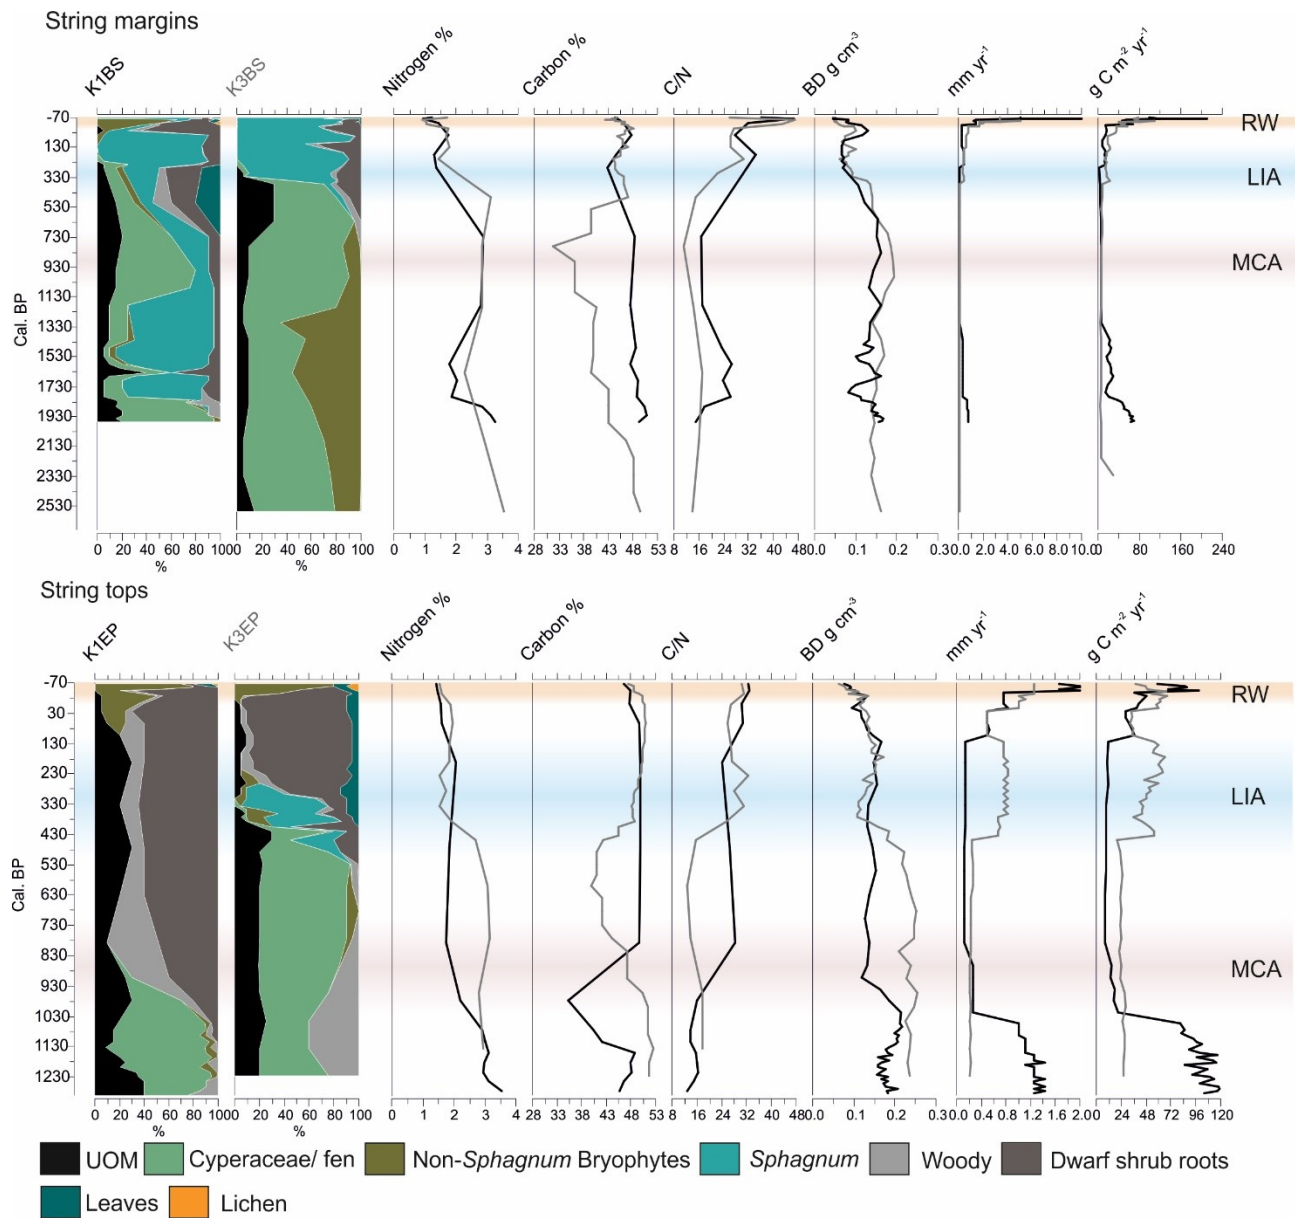 String margins
K1BS K3BS Nitrogen % Carbon % C/N BD g cm⁻³ mm yr⁻¹ g C m⁻² yr⁻¹
Cal. BP
-70
130
330
530
730
930
1130
1330
1530
1730
1930
2130
2330
2530
RW
LIA
MCA
0 20 40 60 80 100 0 20 40 60 80 100 0 1 2 3 4 28 33 38 43 48 53 8 16 24 32 40 48 0.0 0.1 0.2 0.3 0.0 2.0 4.0 6.0 8.0 10.0 0 80 160 240
% %
String tops
K1EP K3EP Nitrogen % Carbon % C/N BD g cm⁻³ mm yr⁻¹ g C m⁻² yr⁻¹
Cal. BP
-70
30
130
230
330
430
530
630
730
830
930
1030
1130
1230
RW
LIA
MCA
0 20 40 60 80 100 0 20 40 60 80 100 0 1 2 3 4 28 33 38 43 48 53 8 16 24 32 40 48 0.0 0.1 0.2 0.3 0.0 0.4 0.8 1.2 1.6 2.0 0 24 48 72 96 120
% %
UOM Cyperaceae/ fen Non-Sphagnum Bryophytes Sphagnum Woody Dwarf shrub roots
Leaves Lichen